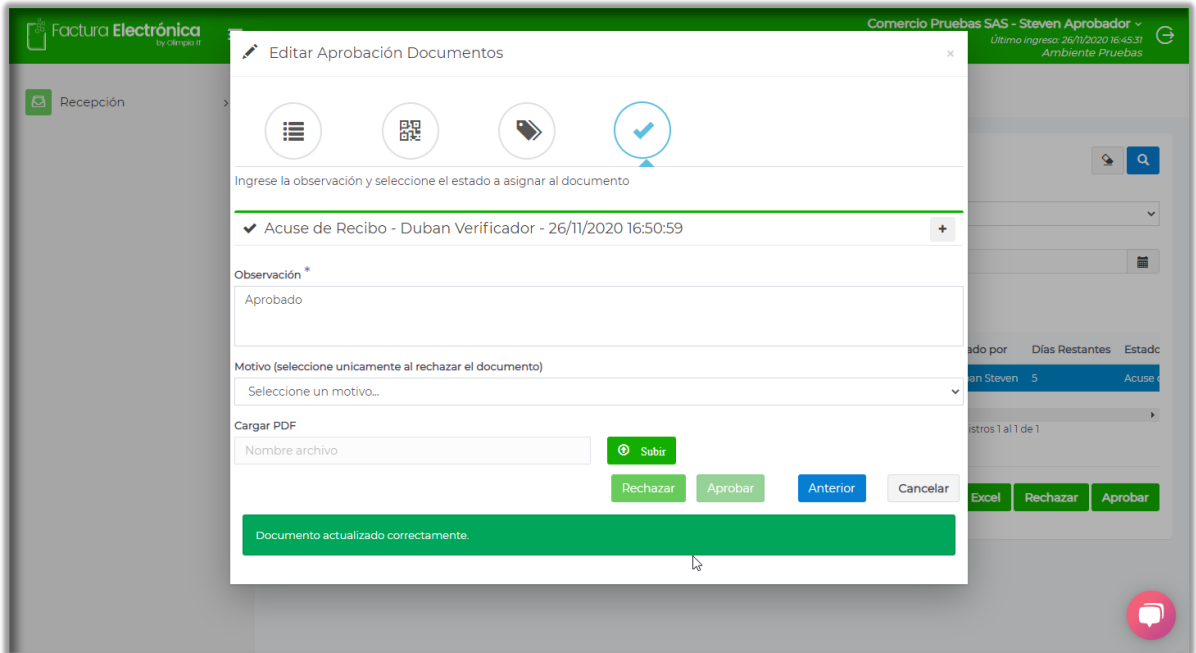 Factura Electrónica
by Olimpia IT
Comercio Pruebas SAS - Steven Aprobador
Último ingreso: 26/11/2020 16:45:31
Ambiente Pruebas
Recepción
Editar Aprobación Documentos
×
Ingrese la observación y seleccione el estado a asignar al documento
Acuse de Recibo - Duban Verificador - 26/11/2020 16:50:59
+
Observación *
Aprobado
Motivo (seleccione unicamente al rechazar el documento)
Seleccione un motivo...
Cargar PDF
Nombre archivo
Subir
Rechazar Aprobar Anterior Cancelar
Documento actualizado correctamente.
ado por Días Restantes Estado
an Steven 5 Acuse
istros 1 al 1 de 1
Excel Rechazar Aprobar